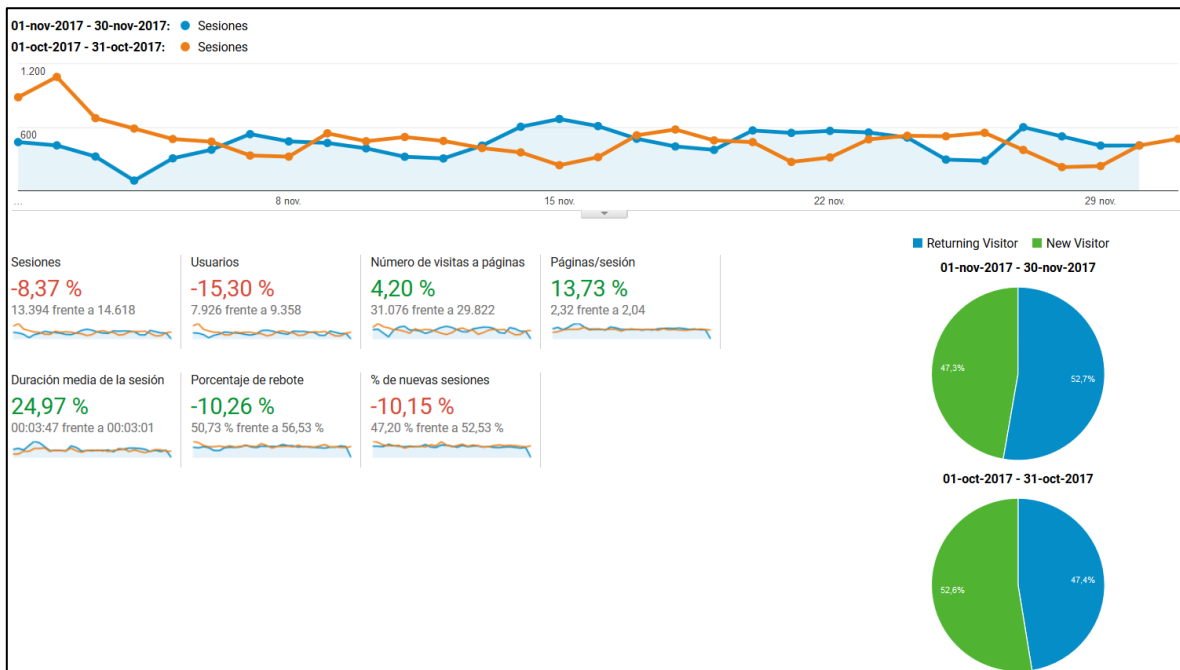 01-nov-2017 - 30-nov-2017: Sesiones
01-oct-2017 - 31-oct-2017: Sesiones
1.200
600
...
8 nov.
15 nov.
22 nov.
29 nov.
Sesiones
-8,37 %
13.394 frente a 14.618
Usuarios
-15,30 %
7.926 frente a 9.358
Número de visitas a páginas
4,20 %
31.076 frente a 29.822
Páginas/sesión
13,73 %
2,32 frente a 2,04
Duración media de la sesión
24,97 %
00:03:47 frente a 00:03:01
Porcentaje de rebote
-10,26 %
50,73 % frente a 56,53 %
% de nuevas sesiones
-10,15 %
47,20 % frente a 52,53 %
Returning Visitor
New Visitor
01-nov-2017 - 30-nov-2017
47,3%
52,7%
01-oct-2017 - 31-oct-2017
52,6%
47,4%